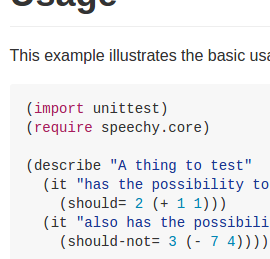 Usage
This example illustrates the basic usa
(import unittest)
(require speechy.core)
(describe "A thing to test"
(it "has the possibility to
(should= 2 (+ 1 1)))
(it "also has the possibili
(should-not= 3 (- 7 4))))